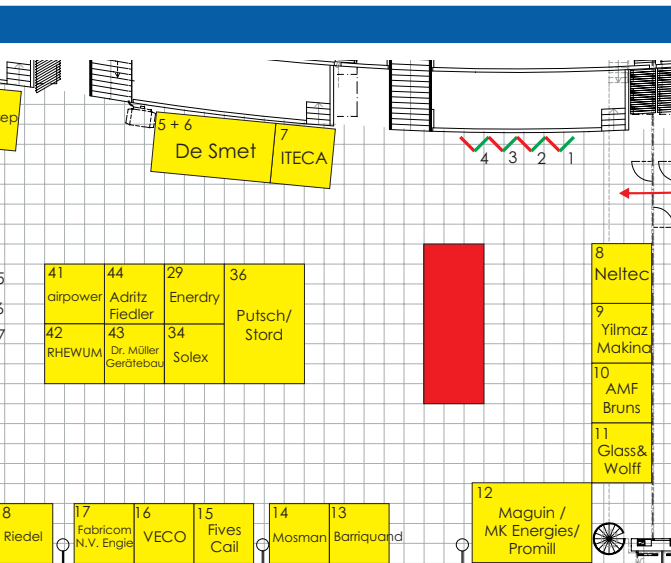 ep
5 + 6
De Smet
7
ITECA
4
3
2
1
41
airpower
44
Adritz
Fiedler
29
Enerdry
36
Putsch/
Stord
42
RHEWUM
43
Dr. Müller
Gerätebau
34
Solex
8
Neltec
9
Yilmaz
Makina
10
AMF
Bruns
11
Glass&
Wolff
12
Maguin /
MK Energies/
Promill
8
Riedel
17
Fabricom
N.V. Engie
16
VECO
15
Fives
Cail
14
Mosman
13
Barriquand
7